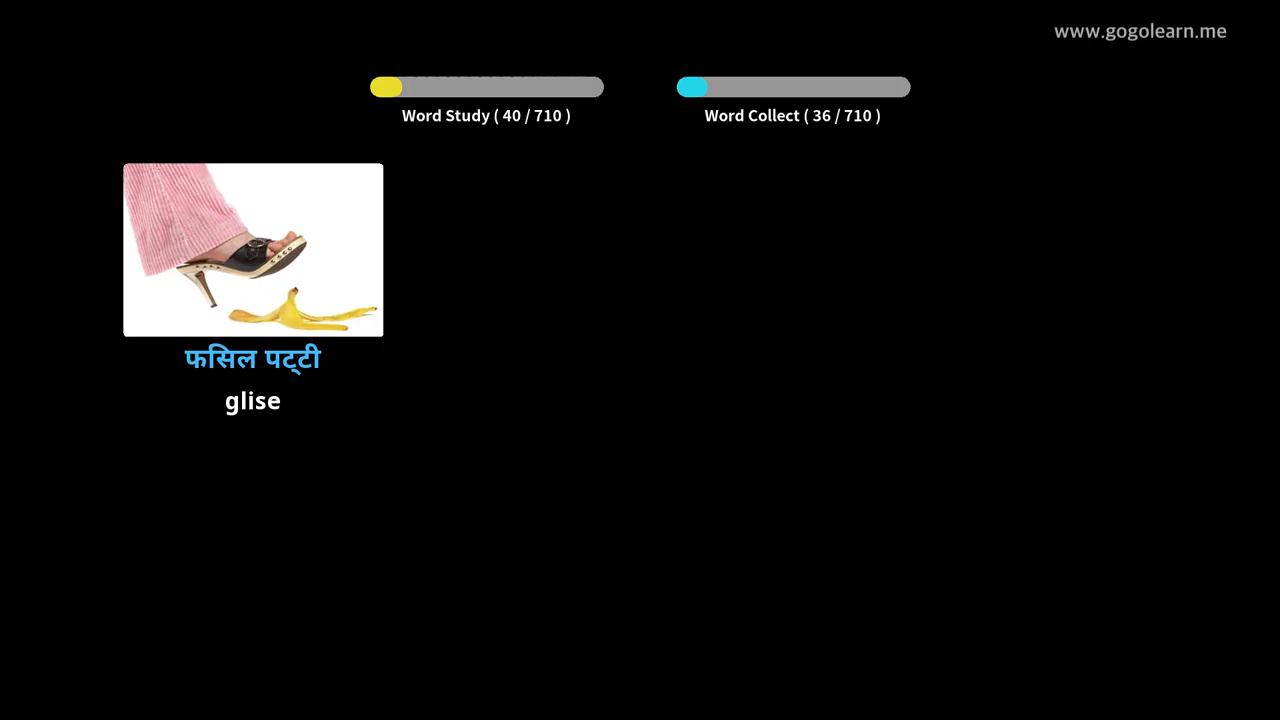 www.gogolearn.me
Word Study ( 40 / 710 )
Word Collect ( 36 / 710 )
फसिल पट्टी
glise